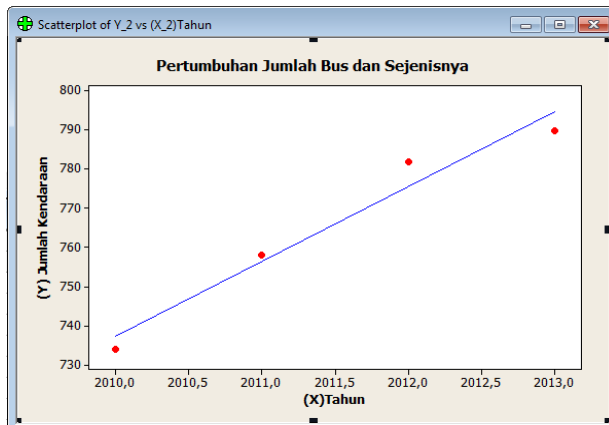 Scatterplot of Y_2 vs (X_2)Tahun
Pertumbuhan Jumlah Bus dan Sejenisnya
800
790
780
770
760
750
740
730
(Y) Jumlah Kendaraan
2010,0 2010,5 2011,0 2011,5 2012,0 2012,5 2013,0
(X)Tahun